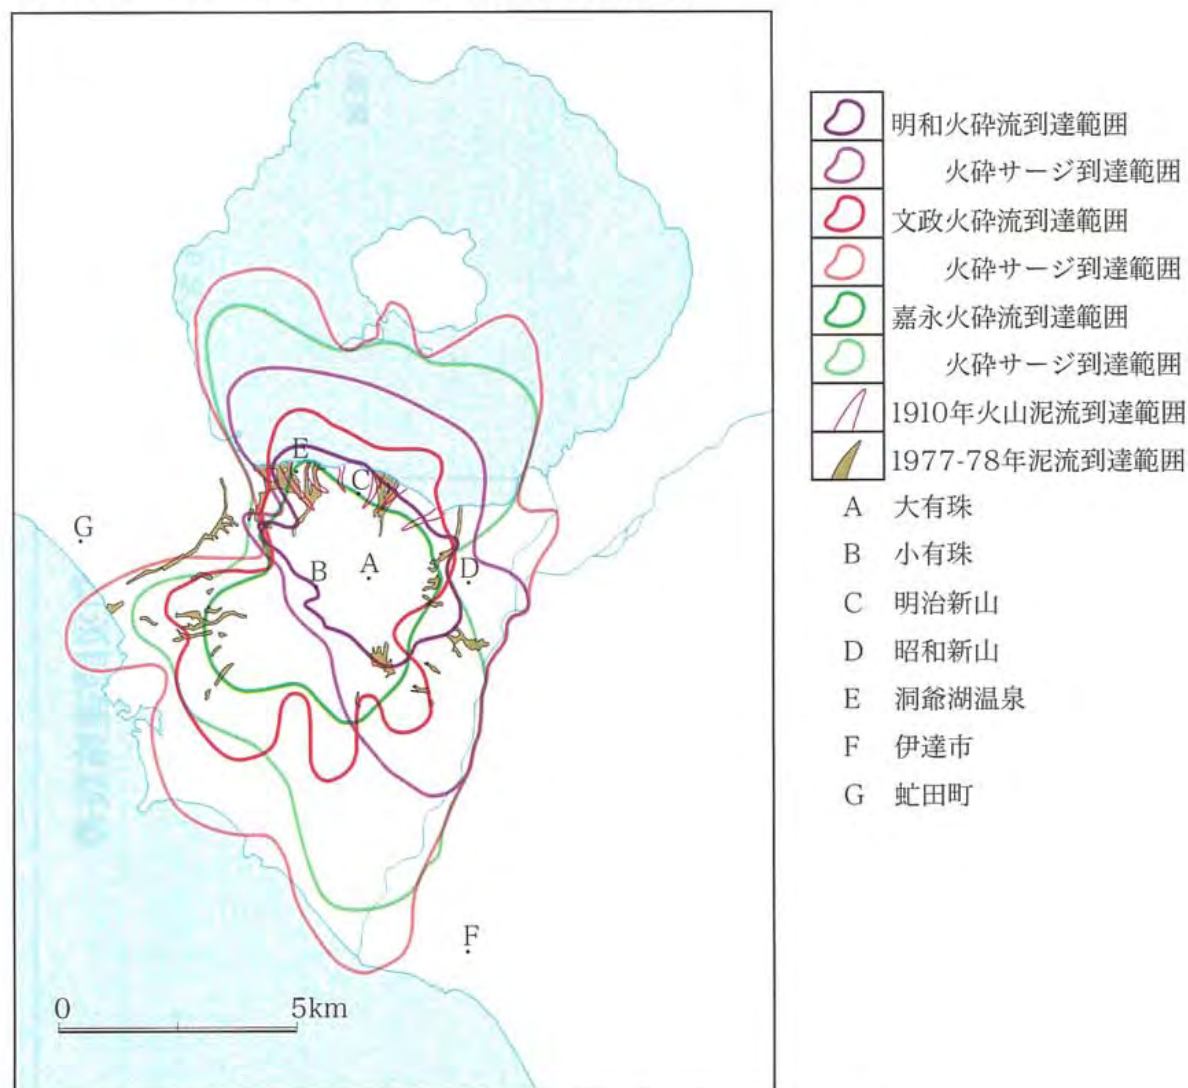 明和火砕流到達範囲
火砕サージ到達範囲
文政火砕流到達範囲
火砕サージ到達範囲
嘉永火砕流到達範囲
火砕サージ到達範囲
1910年火山泥流到達範囲
1977-78年泥流到達範囲
A 大有珠
B 小有珠
C 明治新山
D 昭和新山
E 洞爺湖温泉
F 伊達市
G 虻田町
E
C
G
B
A
D
F
0
5km